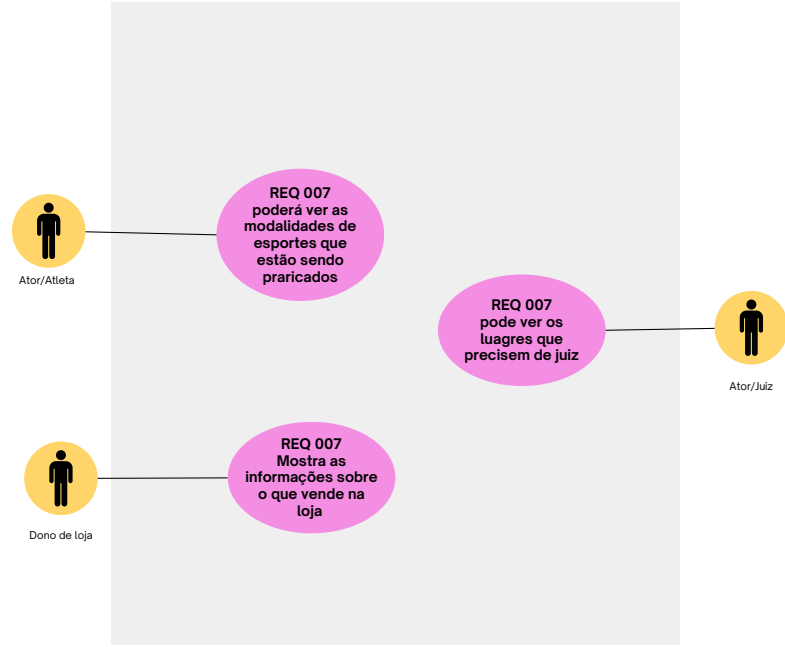 REQ 007
poderá ver as
modalidades de
esportes que
estão sendo
praricados
Ator/Atleta
REQ 007
pode ver os
luagres que
precisem de juiz
Ator/Juiz
REQ 007
Mostra as
informações sobre
o que vende na
loja
Dono de loja